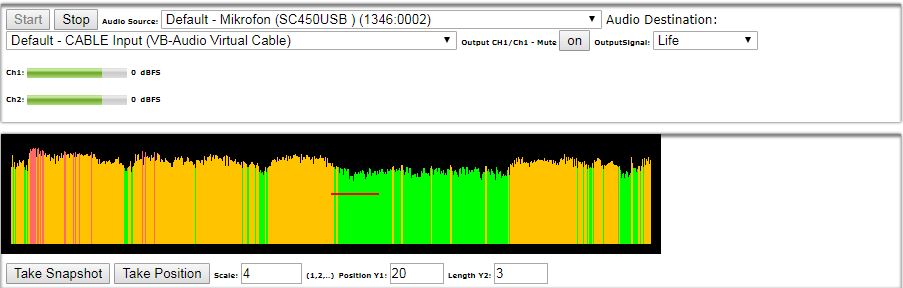 Start Stop Audio Source: Default - Mikrofon (SC450USB ) (1346:0002) Audio Destination:
Default - CABLE Input (VB-Audio Virtual Cable) Output CH1/Ch1 - Mute on OutputSignal: Life
Ch1: 0 dBFS
Ch2: 0 dBFS
Take Snapshot Take Position Scale: 4 (1,2,..) Position Y1: 20 Length Y2: 3